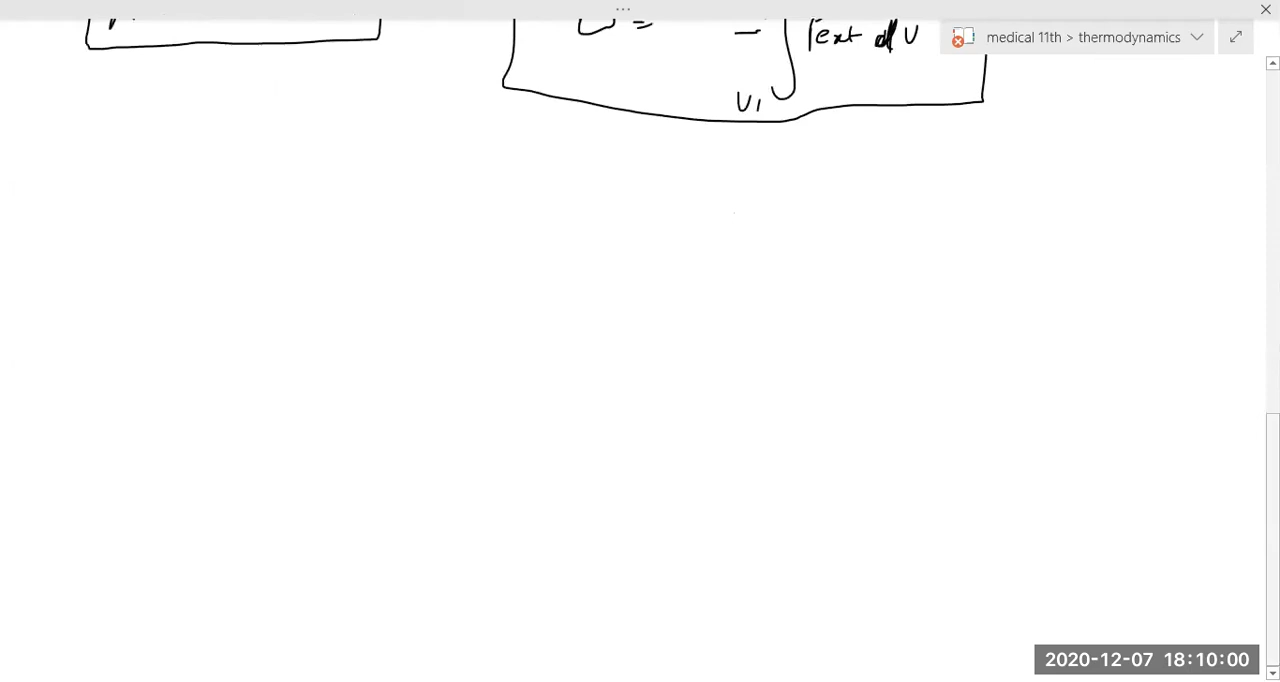 = - ∫ Pext dV
V1
medical 11th > thermodynamics
2020-12-07 18:10:00